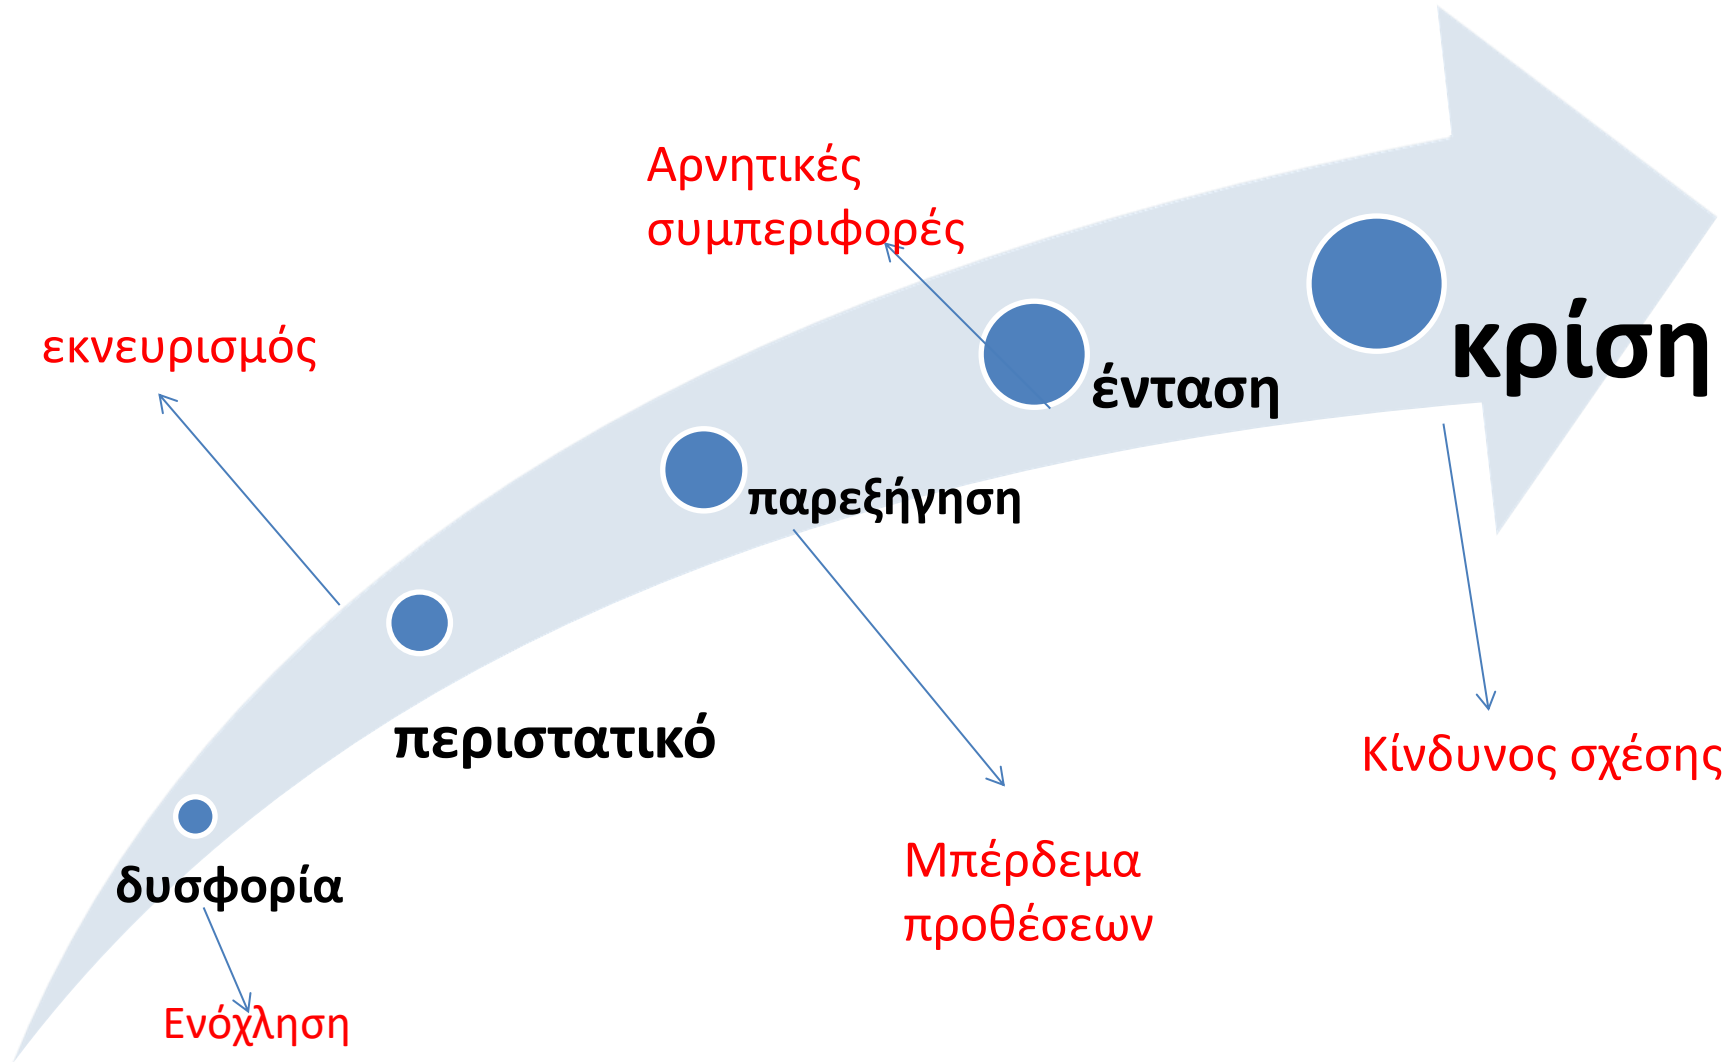 Αρνητικές
συμπεριφορές
κρίση
εκνευρισμός
ένταση
παρεξήγηση
περιστατικό
Κίνδυνος σχέσης
Μπέρδεμα
προθέσεων
δυσφορία
Ενόχληση